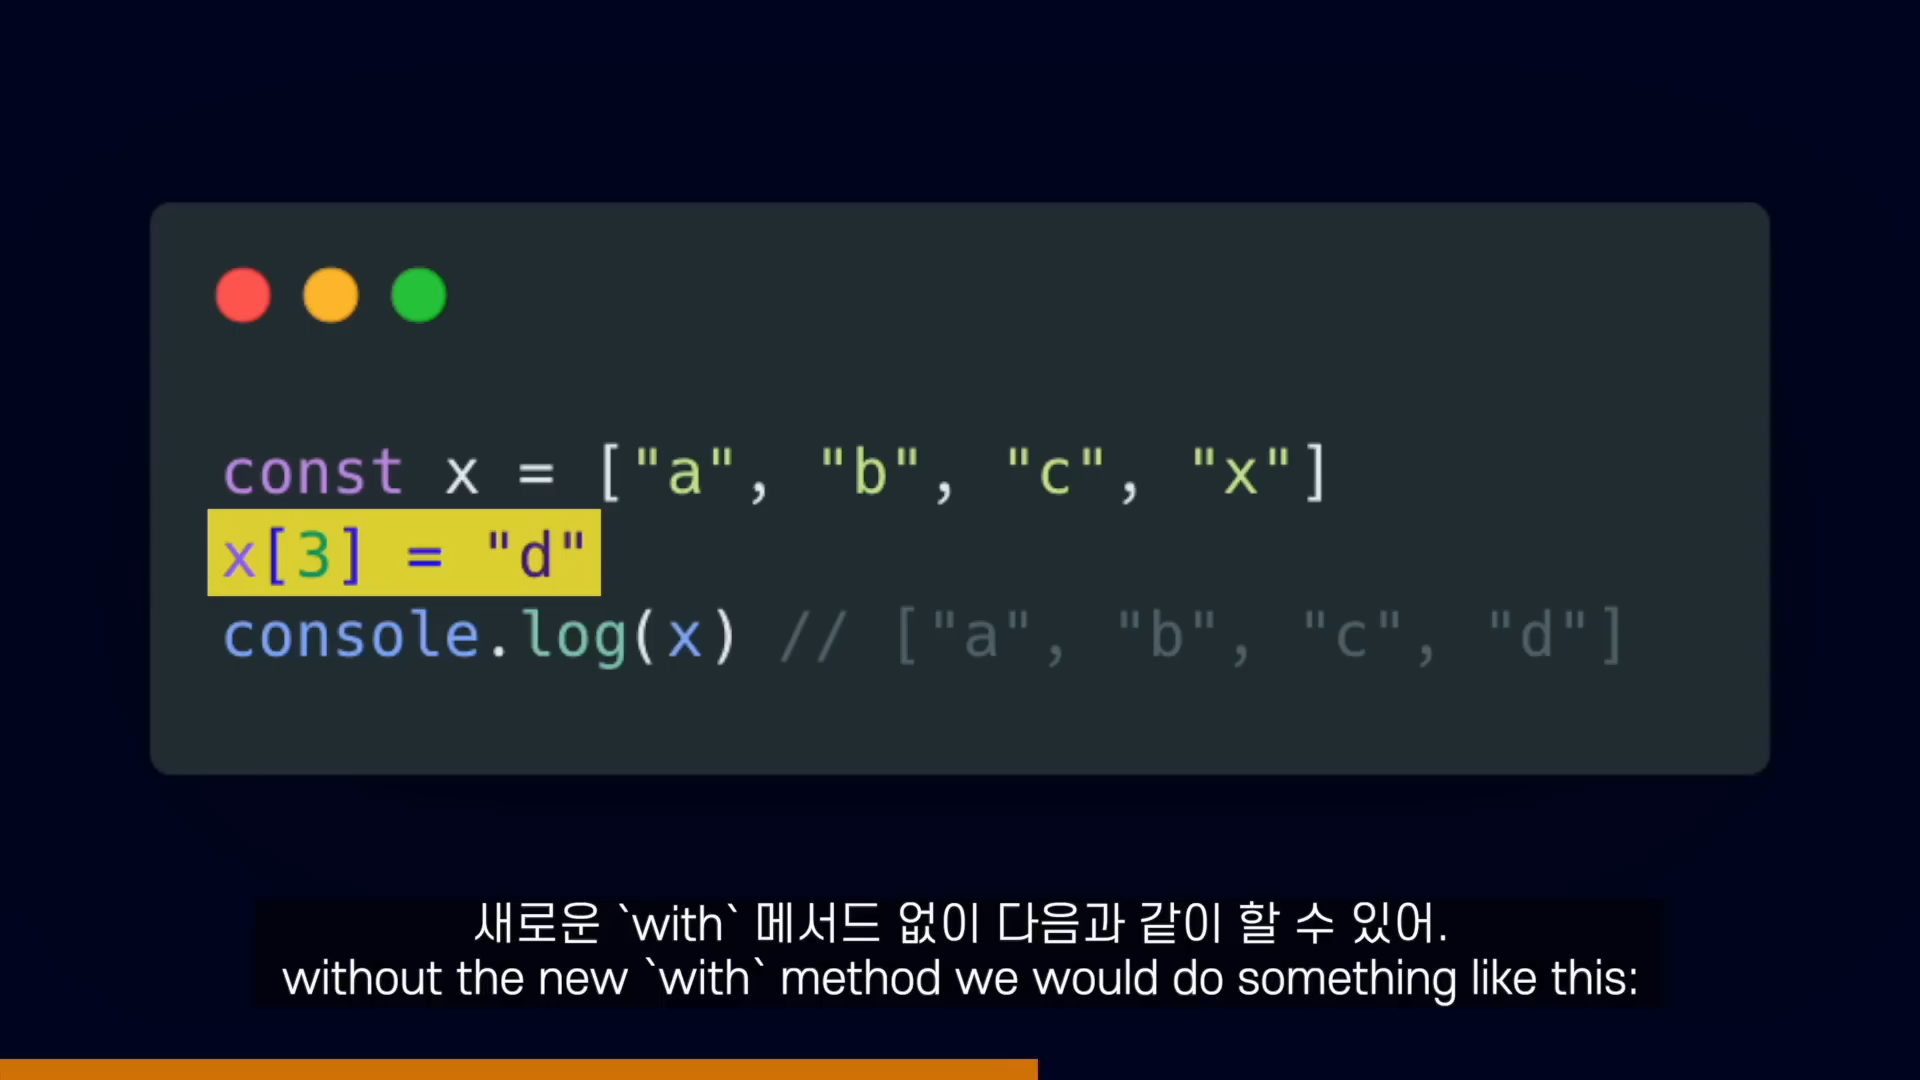 const x = ["a", "b", "c", "x"]
x[3] = "d"
console.log(x) // ["a", "b", "c", "d"]
새로운 `with` 메서드 없이 다음과 같이 할 수 있어.
without the new `with` method we would do something like this: